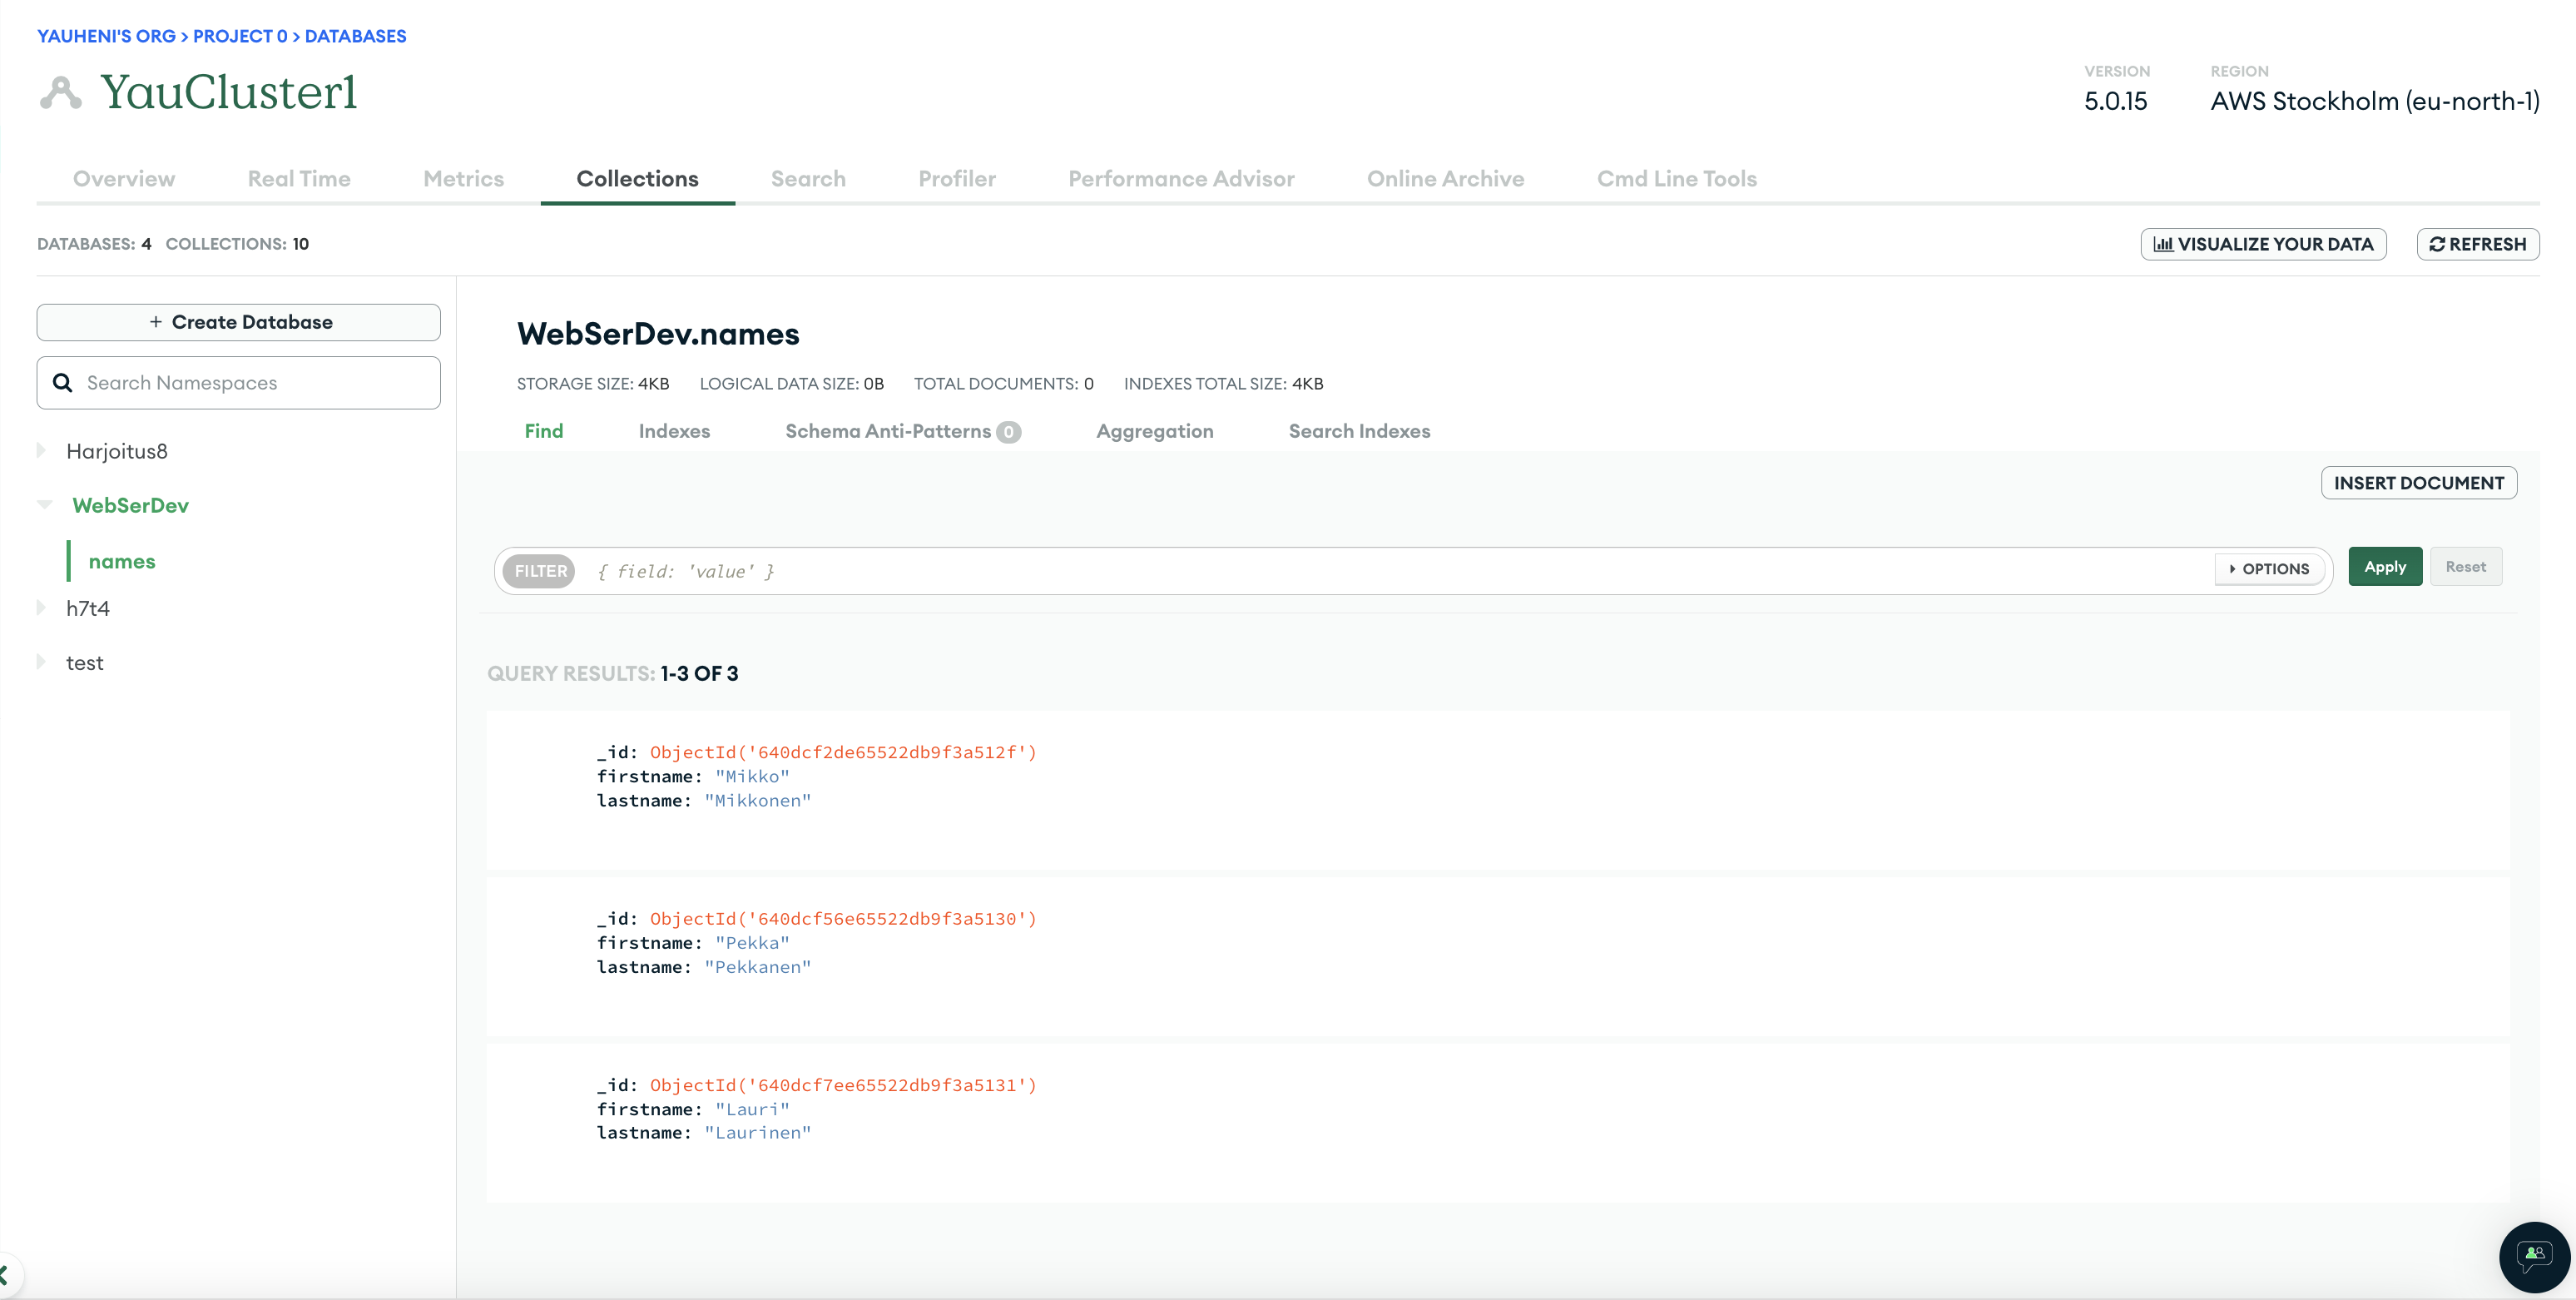 YAUHENI'S ORG > PROJECT 0 > DATABASES
YauCluster1
VERSION
5.0.15
REGION
AWS Stockholm (eu-north-1)
Overview Real Time Metrics Collections Search Profiler Performance Advisor Online Archive Cmd Line Tools
DATABASES: 4 COLLECTIONS: 10
VISUALIZE YOUR DATA
REFRESH
+ Create Database
Search Namespaces
Harjoitus8
WebSerDev
names
h7t4
test
WebSerDev.names
STORAGE SIZE: 4KB LOGICAL DATA SIZE: 0B TOTAL DOCUMENTS: 0 INDEXES TOTAL SIZE: 4KB
Find Indexes Schema Anti-Patterns 0 Aggregation Search Indexes
INSERT DOCUMENT
FILTER { field: 'value' } OPTIONS Apply Reset
QUERY RESULTS: 1-3 OF 3
_id: ObjectId('640dcf2de65522db9f3a512f')
firstname: "Mikko"
lastname: "Mikkonen"
_id: ObjectId('640dcf56e65522db9f3a5130')
firstname: "Pekka"
lastname: "Pekkanen"
_id: ObjectId('640dcf7ee65522db9f3a5131')
firstname: "Lauri"
lastname: "Laurinen"